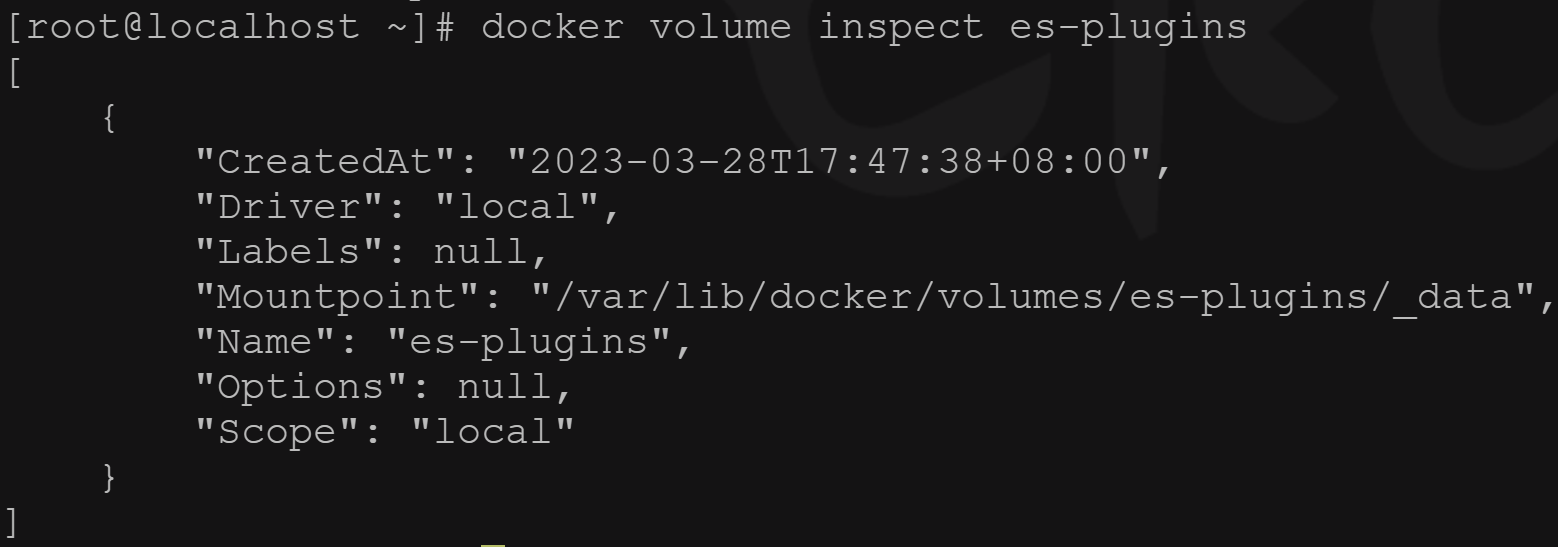 [root@localhost ~]# docker volume inspect es-plugins
[
    {
        "CreatedAt": "2023-03-28T17:47:38+08:00",
        "Driver": "local",
        "Labels": null,
        "Mountpoint": "/var/lib/docker/volumes/es-plugins/_data",
        "Name": "es-plugins",
        "Options": null,
        "Scope": "local"
    }
]